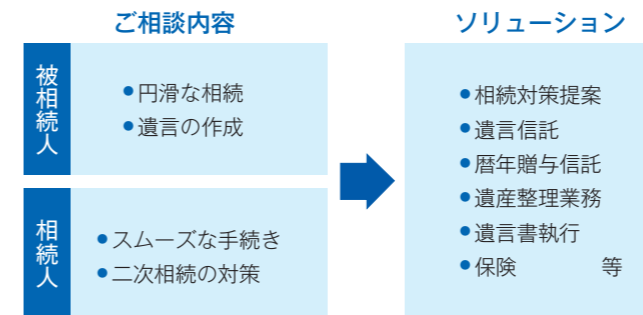 ご相談内容
被相続人
●円滑な相続
●遺言の作成
相続人
●スムーズな手続き
●二次相続の対策
ソリューション
●相続対策提案
●遺言信託
●暦年贈与信託
●遺産整理業務
●遺言書執行
●保険 等